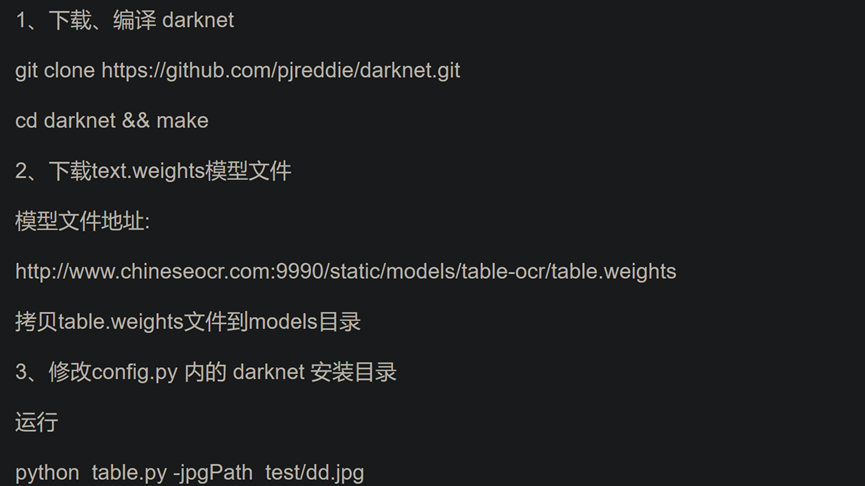 1、下载、编译 darknet
git clone https://github.com/pjreddie/darknet.git
cd darknet && make
2、下载text.weights模型文件
模型文件地址:
http://www.chineseocr.com:9990/static/models/table-ocr/table.weights
拷贝table.weights文件到models目录
3、修改config.py 内的 darknet 安装目录
运行
python  table.py -jpgPath  test/dd.jpg